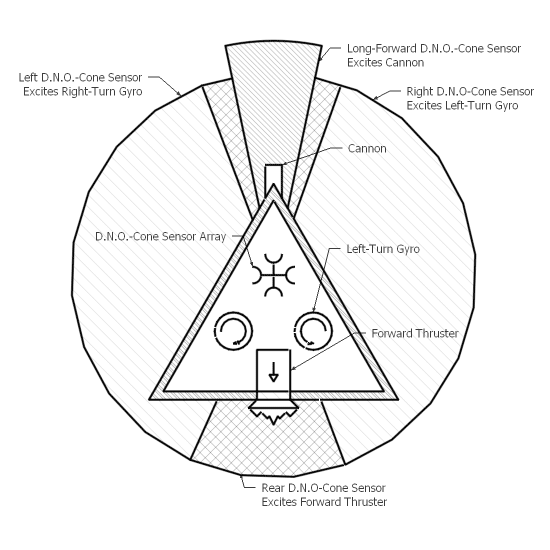 Long-Forward D.N.O.-Cone Sensor
Excites Cannon
Left D.N.O.-Cone Sensor
Excites Right-Turn Gyro
Right D.N.O-Cone Sensor
Excites Left-Turn Gyro
Cannon
D.N.O.-Cone Sensor Array
Left-Turn Gyro
Forward Thruster
Rear D.N.O-Cone Sensor
Excites Forward Thruster